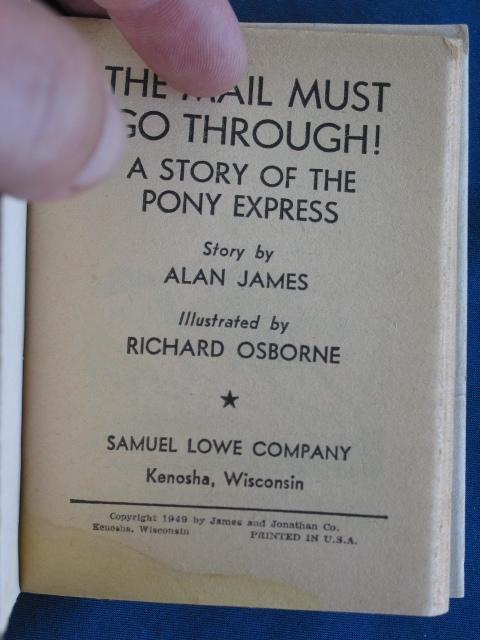 THE MAIL MUST
GO THROUGH!
A STORY OF THE
PONY EXPRESS
Story by
ALAN JAMES
Illustrated by
RICHARD OSBORNE
★
SAMUEL LOWE COMPANY
Kenosha, Wisconsin
Copyright 1949 by James and Jonathan Co.
Kenosha, Wisconsin PRINTED IN U.S.A.